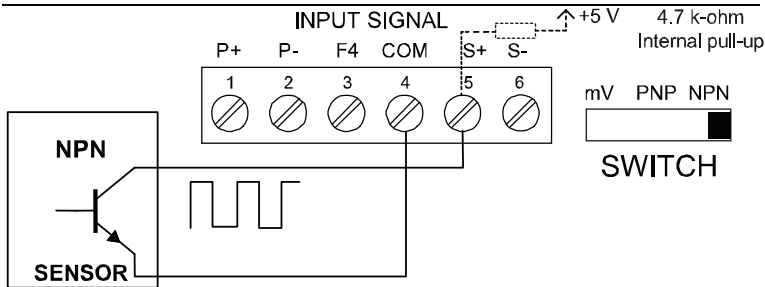 INPUT SIGNAL
+5 V
4.7 k-ohm
Internal pull-up
P+ P- F4 COM S+ S-
1 2 3 4 5 6
mV PNP NPN
SWITCH
NPN
SENSOR